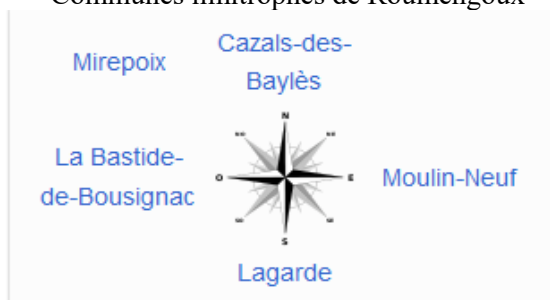 Communes limitrophes de Roumengoux
Mirepoix
Cazals-des-
Baylès
La Bastide-
de-Bousignac
N
O
E
S
Moulin-Neuf
Lagarde